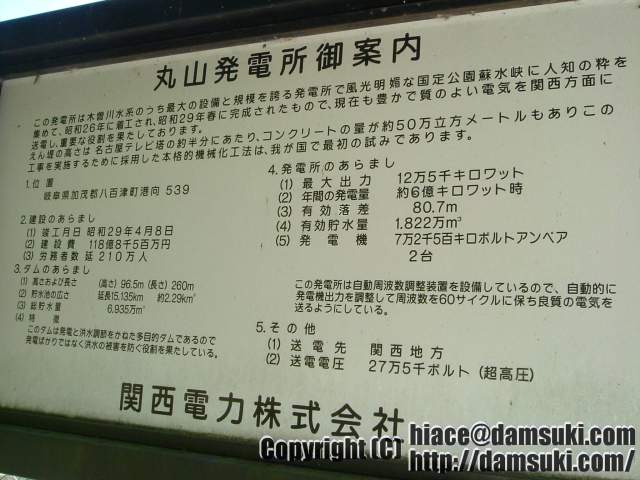 丸山発電所御案内
この発電所は木曽川水系のうち最大の設備と規模を誇る発電所で風光明媚な国定公園蘇水峡に人知の粋を
集めて、昭和26年に着工され、昭和29年春に完成されたもので、現在も豊かで質のよい電気を関西方面に
送電し、重要な役割を果たしております。
えん堤の高さは 名古屋テレビ塔の約半分にあたり、コンクリートの量が約50万立方メートルもありこの
工事を実施するために採用した本格的機械化工法は、我が国で最初の試みであります。
1.位置
岐阜県加茂郡八百津町港向 539
2.建設のあらまし
(1) 竣工月日 昭和29年4月8日
(2) 建設費 118億8千5百万円
(3) 労務者数延 210万人
3.ダムのあらまし
(1) 高さおよび長さ (高さ) 96.5m (長さ) 260m
(2) 貯水池の広さ 延長15.135km 約2.29km²
(3) 総貯水量 6,935万m³
(4) 特徴
このダムは発電と洪水調節をかねた多目的ダムであるので
発電ばかりではなく洪水の被害を防ぐ役割を果している。
4.発電所のあらまし
(1) 最大出力 12万5千キロワット
(2) 年間の発電量 約6億キロワット時
(3) 有効落差 80.7m
(4) 有効貯水量 1.822万m³
(5) 発電機 7万2千5百キロボルトアンペア
2台
この発電所は自動周波数調整装置を設備しているので、自動的に
発電機出力を調整して周波数を60サイクルに保ち良質の電気を
送るようにしている。
5.その他
(1) 送電先 関西地方
(2) 送電電圧 27万5千ボルト (超高圧)
関西電力株式会社
Copyright (C) hiace@damsuki.com
http://damsuki.com/